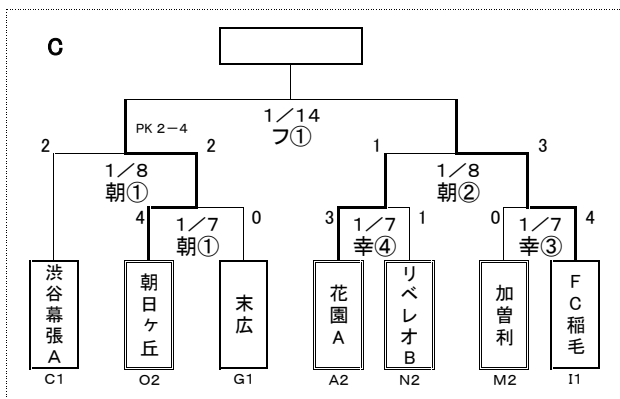 C
1/14
フ①
PK 2-4
2
2
1
3
1/8
朝①
1/8
朝②
4
0
3
1
0
4
1/7
朝①
1/7
幸④
1/7
幸③
渋谷幕張A
朝日ヶ丘
末広
花園A
リベレオB
加曽利
FC稲毛
C1
O2
G1
A2
N2
M2
I1